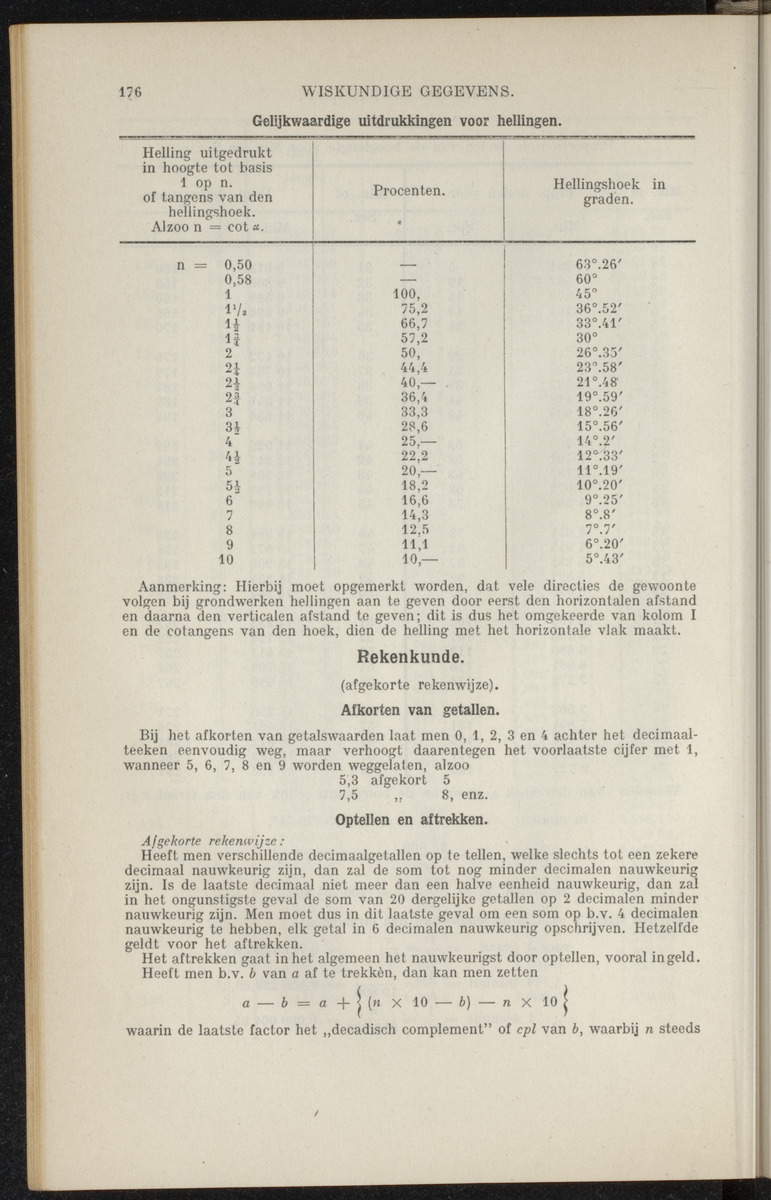 176 WISKUNDIGE GEGEVENS.
Gelijkwaardige uitdrukkingen voor hellingen.
Helling uitgedrukt
in hoogte tot basis
1 op n.
of tangens van den
hellingshoek.
Alzoo n = cot α.
Procenten.
Hellingshoek in
graden.
n = 0,50 — 63°.26′
0,58 — 60°
1 100, 45°
1¹/₃ 75,2 36°.52′
1½ 66,7 33°.41′
1¾ 57,2 30°
2 50, 26°.35′
2¼ 44,4 23°.58′
2½ 40,— 21°.48′
2¾ 36,4 19°.59′
3 33,3 18°.26′
3½ 28,6 15°.56′
4 25,— 14°.2′
4½ 22,2 12°.33′
5 20,— 11°.19′
5½ 18,2 10°.20′
6 16,6 9°.25′
7 14,3 8°.8′
8 12,5 7°.7′
9 11,1 6°.20′
10 10,— 5°.43′
Aanmerking: Hierbij moet opgemerkt worden, dat vele directies de gewoonte
volgen bij grondwerken hellingen aan te geven door eerst den horizontalen afstand
en daarna den verticalen afstand te geven; dit is dus het omgekeerde van kolom I
en de cotangens van den hoek, dien de helling met het horizontale vlak maakt.
Rekenkunde.
(afgekorte rekenwijze).
Afkorten van getallen.
Bij het afkorten van getalswaarden laat men 0, 1, 2, 3 en 4 achter het decimaal-
teeken eenvoudig weg, maar verhoogt daarentegen het voorlaatste cijfer met 1,
wanneer 5, 6, 7, 8 en 9 worden weggelaten, alzoo
5,3 afgekort 5
7,5 „ 8, enz.
Optellen en aftrekken.
Afgekorte rekenwijze:
Heeft men verschillende decimaalgetallen op te tellen, welke slechts tot een zekere
decimaal nauwkeurig zijn, dan zal de som tot nog minder decimalen nauwkeurig
zijn. Is de laatste decimaal niet meer dan een halve eenheid nauwkeurig, dan zal
in het ongunstigste geval de som van 20 dergelijke getallen op 2 decimalen minder
nauwkeurig zijn. Men moet dus in dit laatste geval om een som op b.v. 4 decimalen
nauwkeurig te hebben, elk getal in 6 decimalen nauwkeurig opschrijven. Hetzelfde
geldt voor het aftrekken.
Het aftrekken gaat in het algemeen het nauwkeurigst door optellen, vooral in geld.
Heeft men b.v. b van a af te trekkèn, dan kan men zetten
a — b = a + { (n × 10 — b) — n × 10 }
waarin de laatste factor het „decadisch complement” of cpl van b, waarbij n steeds